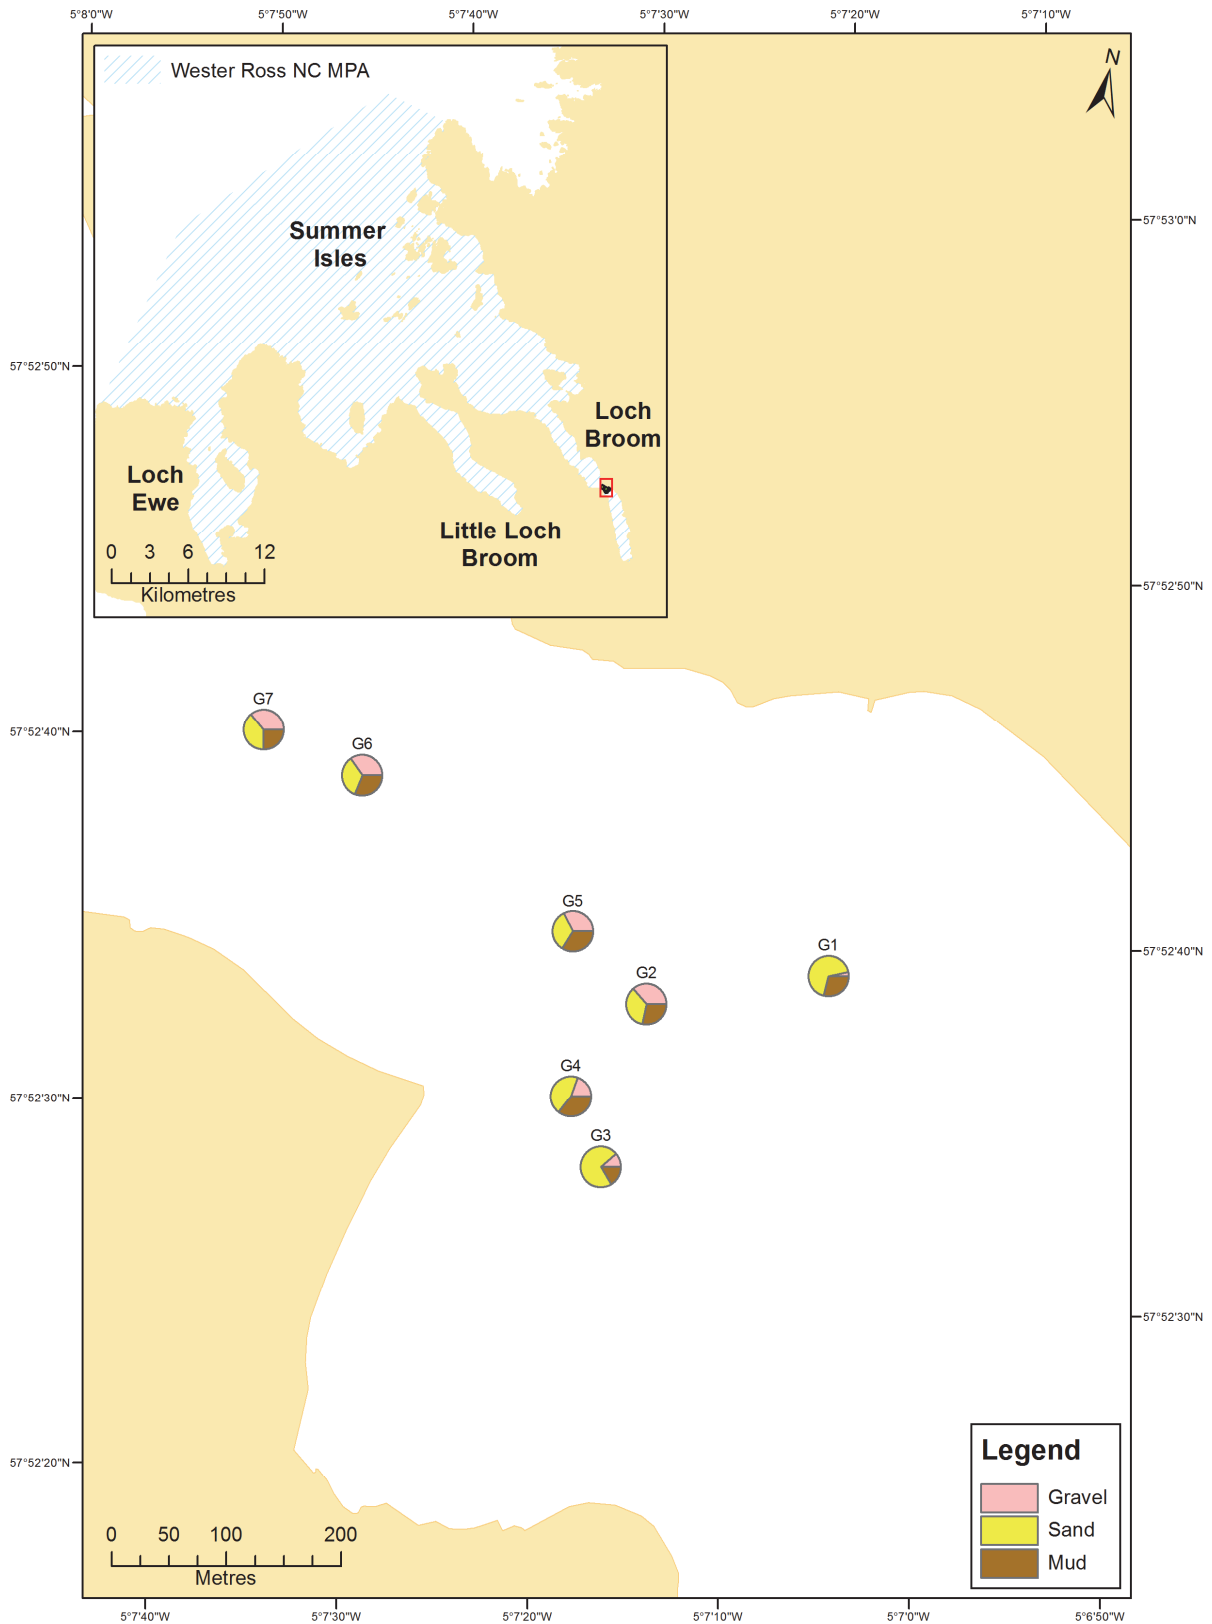 5°8'0"W
5°7'50"W
5°7'40"W
5°7'30"W
5°7'20"W
5°7'10"W
N
Wester Ross NC MPA
Summer
Isles
Loch
Broom
Loch
Ewe
Little Loch
Broom
0 3 6 12
Kilometres
57°53'0"N
57°52'50"N
57°52'50"N
G7
57°52'40"N
G6
G5
G1
57°52'40"N
G2
G4
57°52'30"N
G3
57°52'30"N
57°52'20"N
Legend
Gravel
Sand
Mud
0 50 100 200
Metres
5°7'40"W
5°7'30"W
5°7'20"W
5°7'10"W
5°7'0"W
5°6'50"W